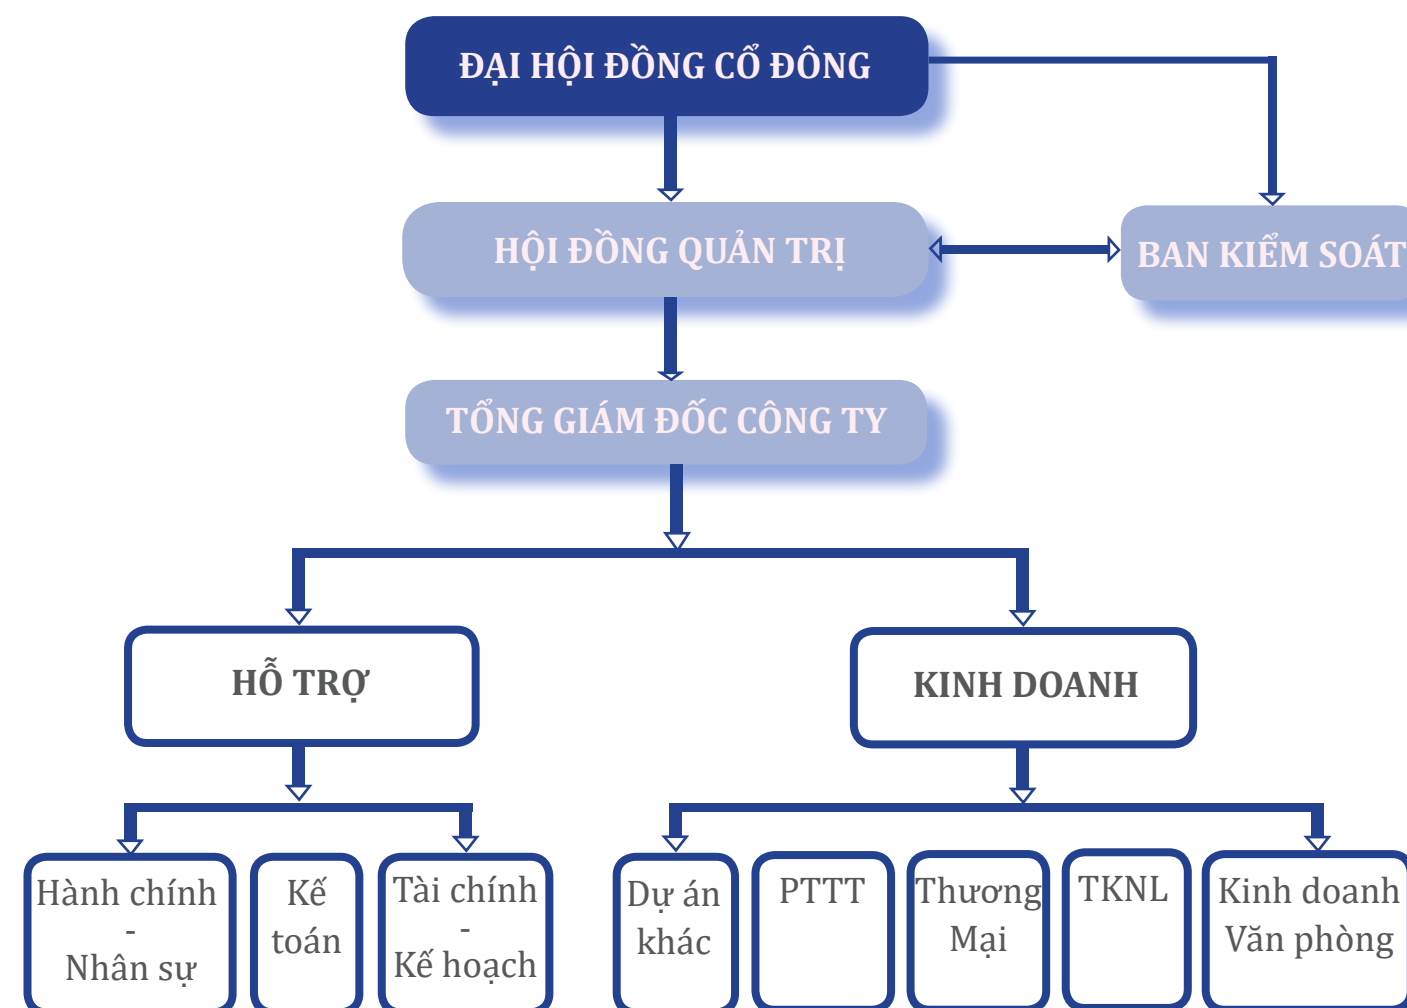 ĐẠI HỘI ĐỒNG CỔ ĐÔNG
HỘI ĐỒNG QUẢN TRỊ
BAN KIỂM SOÁT
TỔNG GIÁM ĐỐC CÔNG TY
HỖ TRỢ
KINH DOANH
Hành chính
-
Nhân sự
Kế
toán
Tài chính
-
Kế hoạch
Dự án
khác
PTTT
Thương
Mại
TKNL
Kinh doanh
Văn phòng